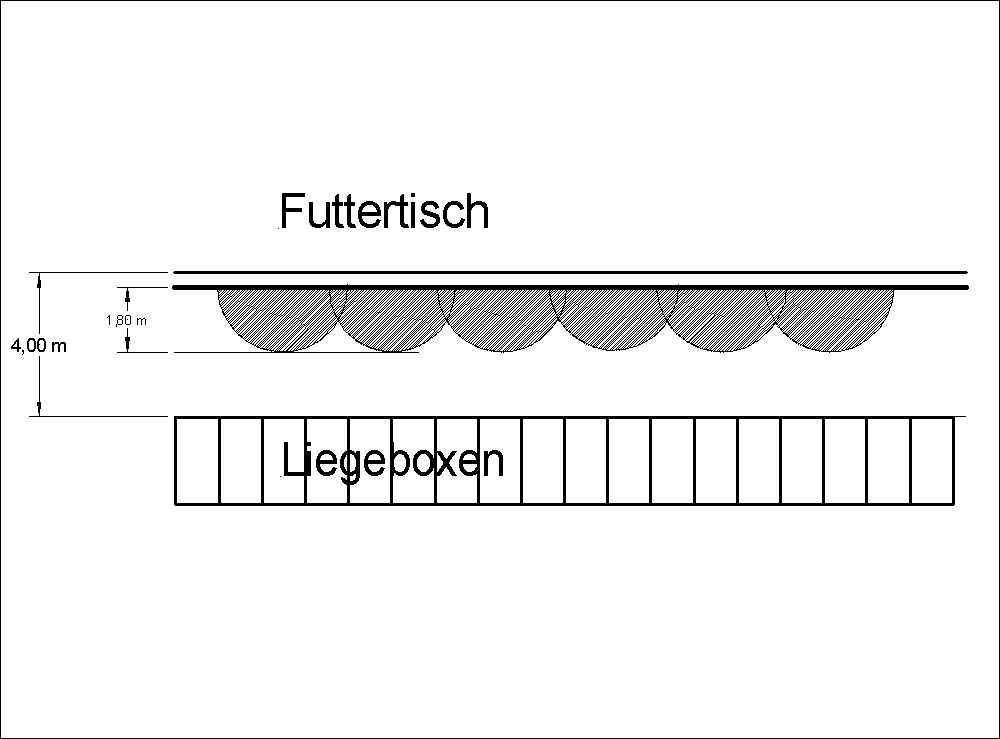 Futtertisch
1,80 m
4,00 m
Liegeboxen